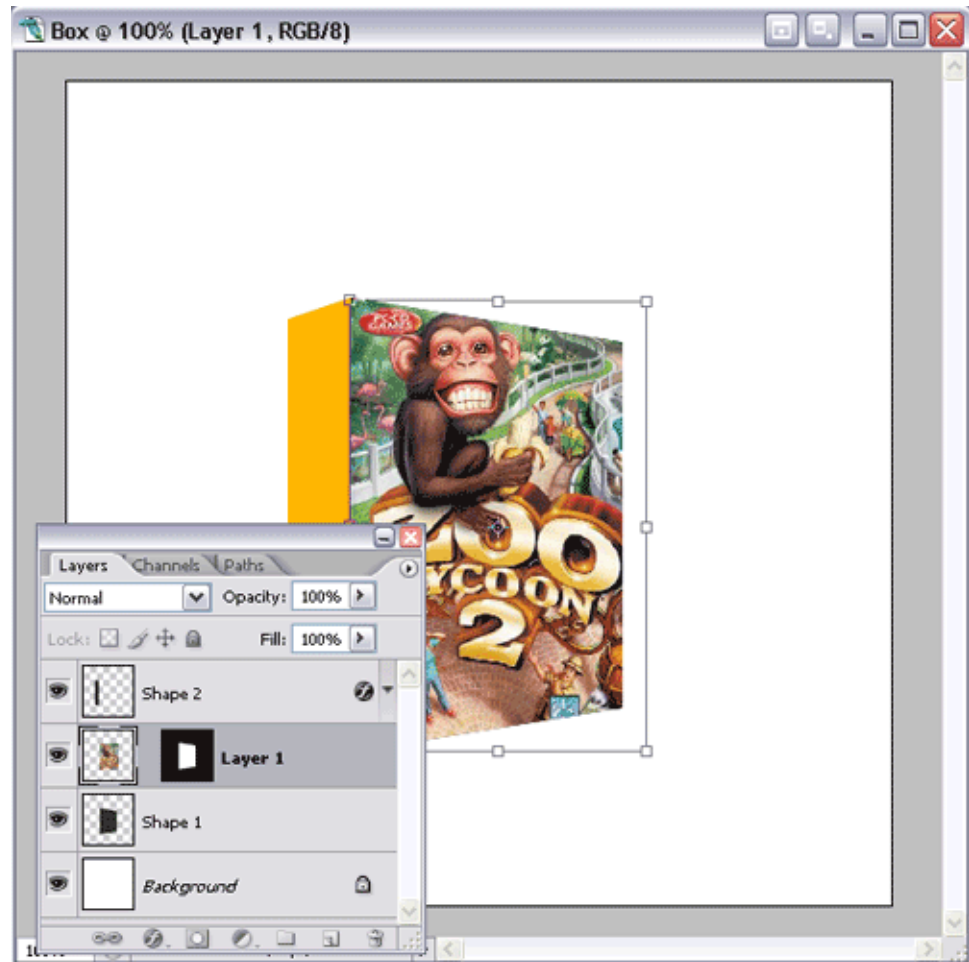 Box @ 100% (Layer 1, RGB/8)
GAMES
ZOO
TYCOON
2
Layers Channels Paths
Normal Opacity: 100%
Lock: Fill: 100%
Shape 2
Layer 1
Shape 1
Background